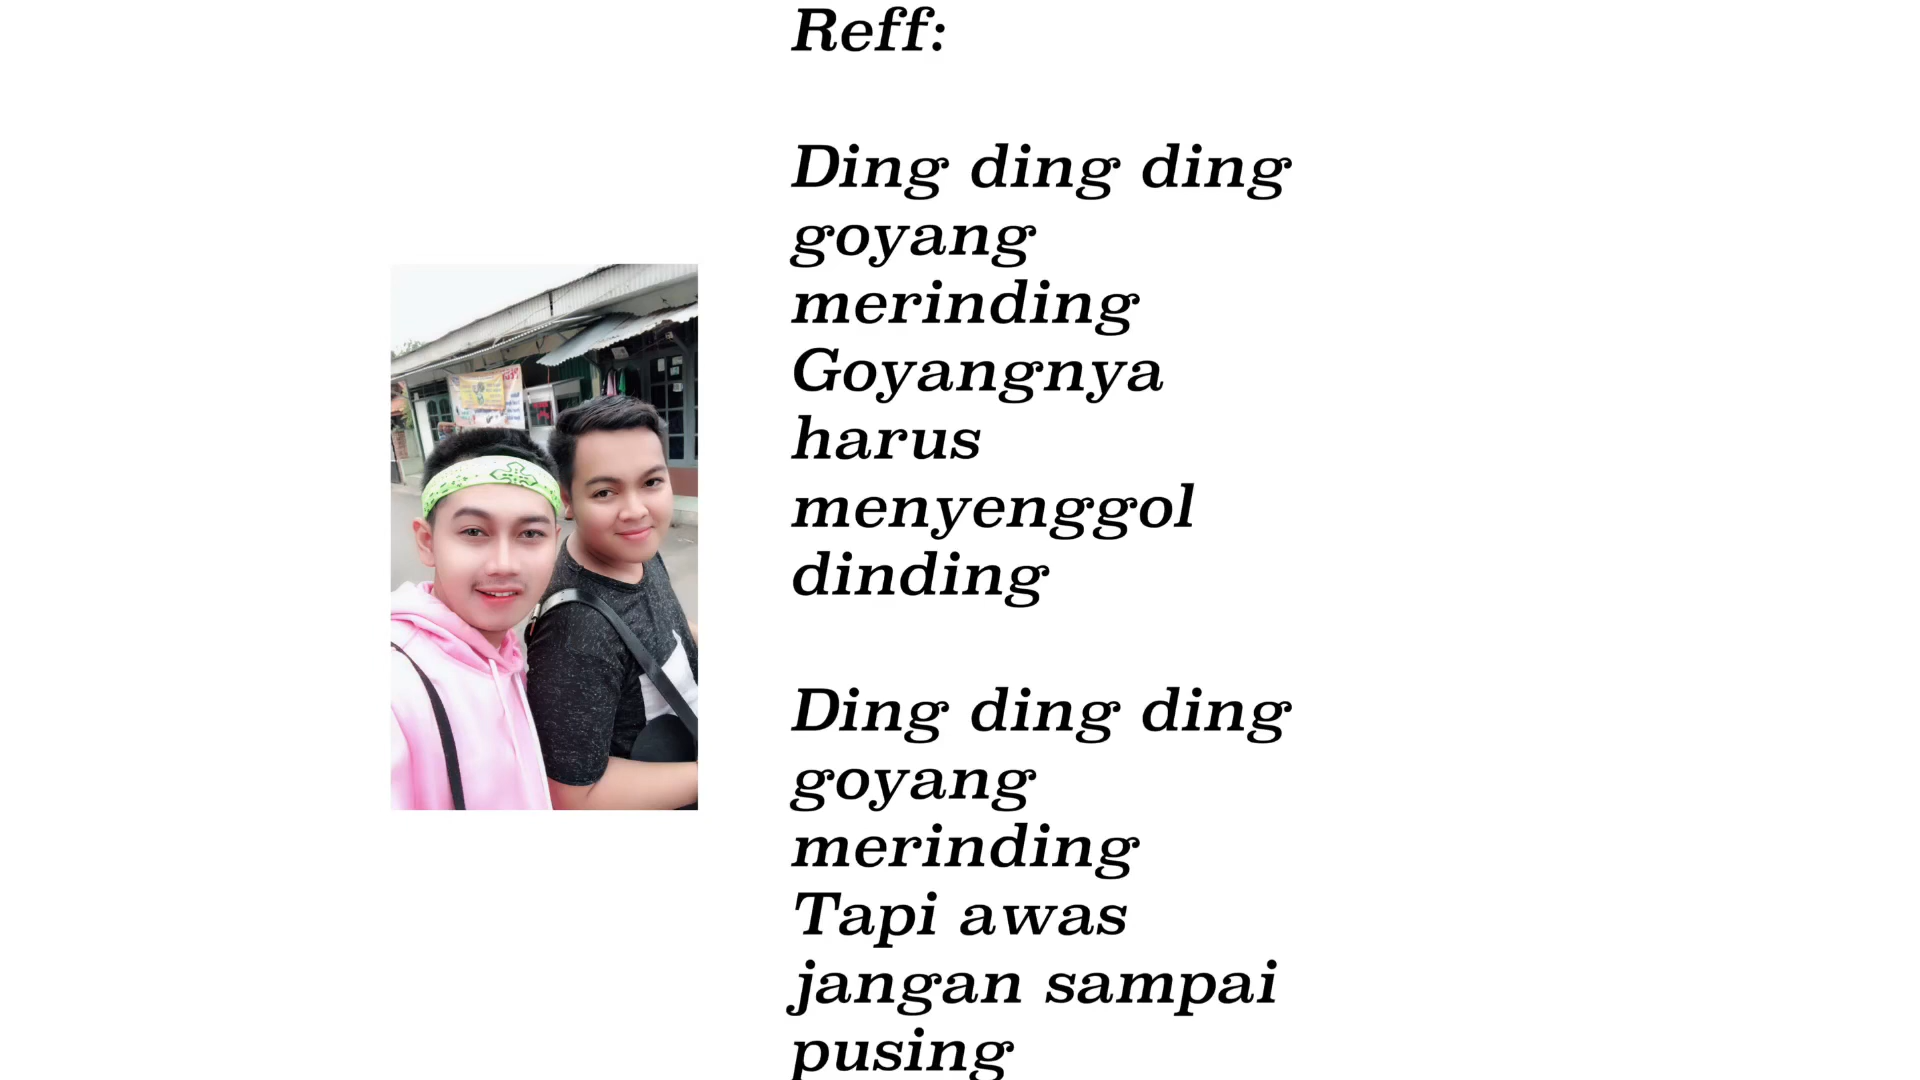 Reff:
Ding ding ding
goyang
merinding
Goyangnya
harus
menyenggol
dinding
Ding ding ding
goyang
merinding
Tapi awas
jangan sampai
pusing